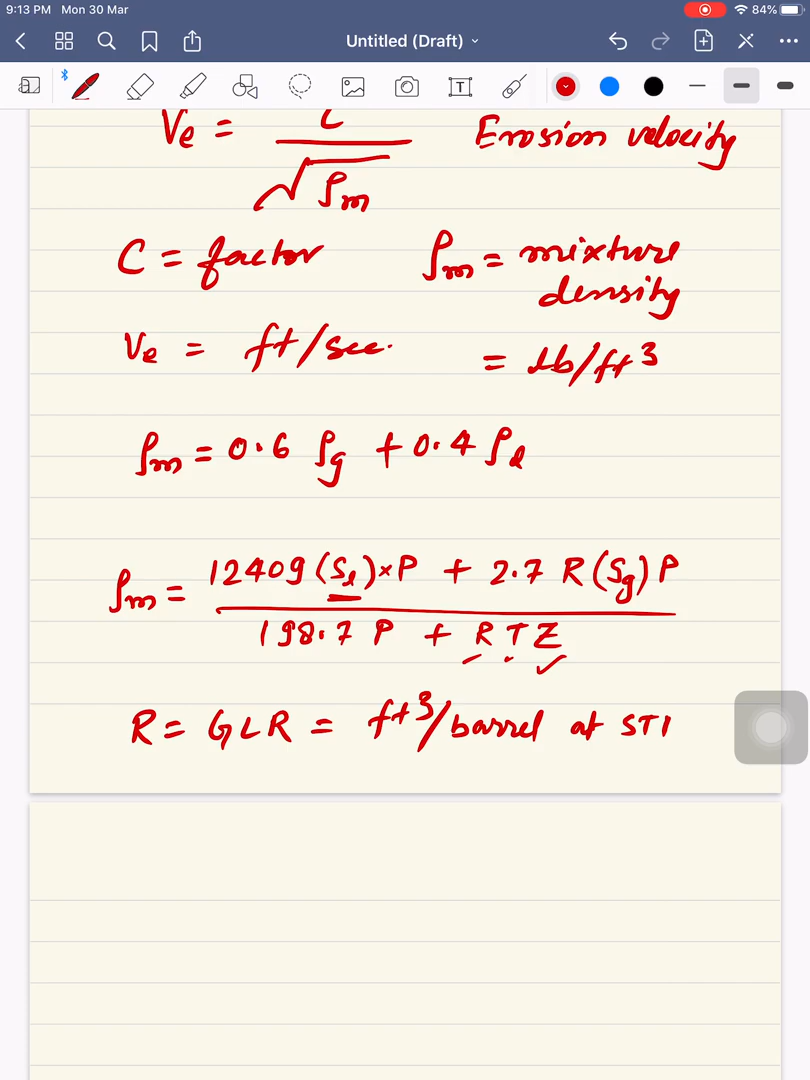 9:13 PM Mon 30 Mar 84%
Untitled (Draft)
T
Ve = C / √ρm Erosion velocity
C = factor ρm = mixture density
Ve = ft/sec. = lb/ft³
ρm = 0.6 ρg + 0.4 ρl
ρm = 12409 (Sl)×P + 2.7 R (Sg) P / 198.7 P + R T Z
R = GLR = ft³/barrel at ST